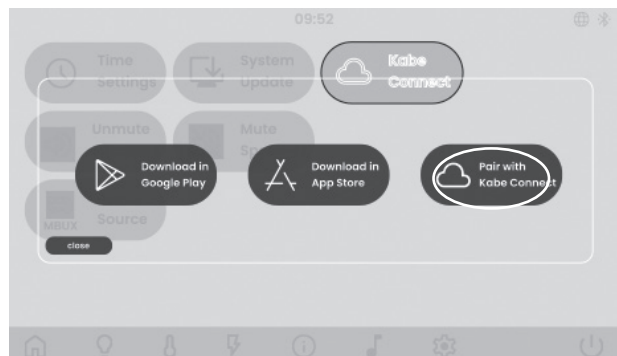 09:52
Time
Settings
System
Update
Kabe
Connect
Unmute
Mute
Download in
Google Play
Download in
App Store
Pair with
Kabe Connect
MBUX
Source
close